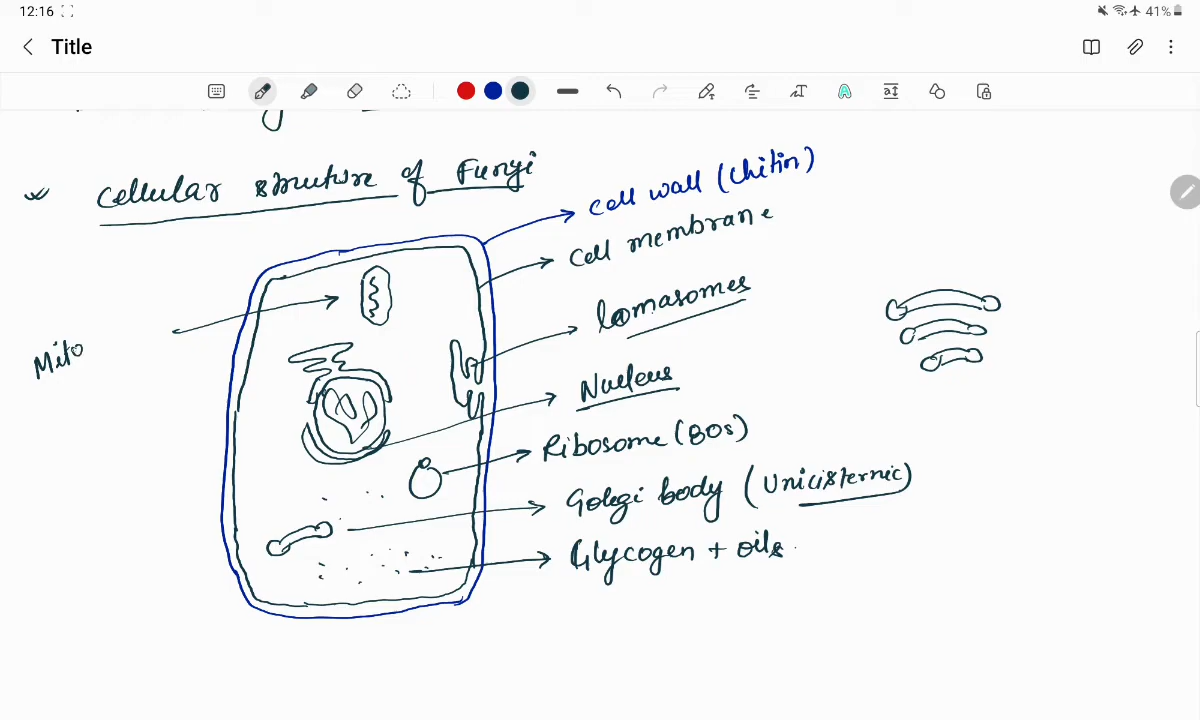 12:16
41%
Title
Cellular structure of Fungi
Cell wall (Chitin)
Cell membrane
lomasomes
Mito
Nucleus
Ribosome (80s)
Golgi body (Unicisternic)
Glycogen + oils